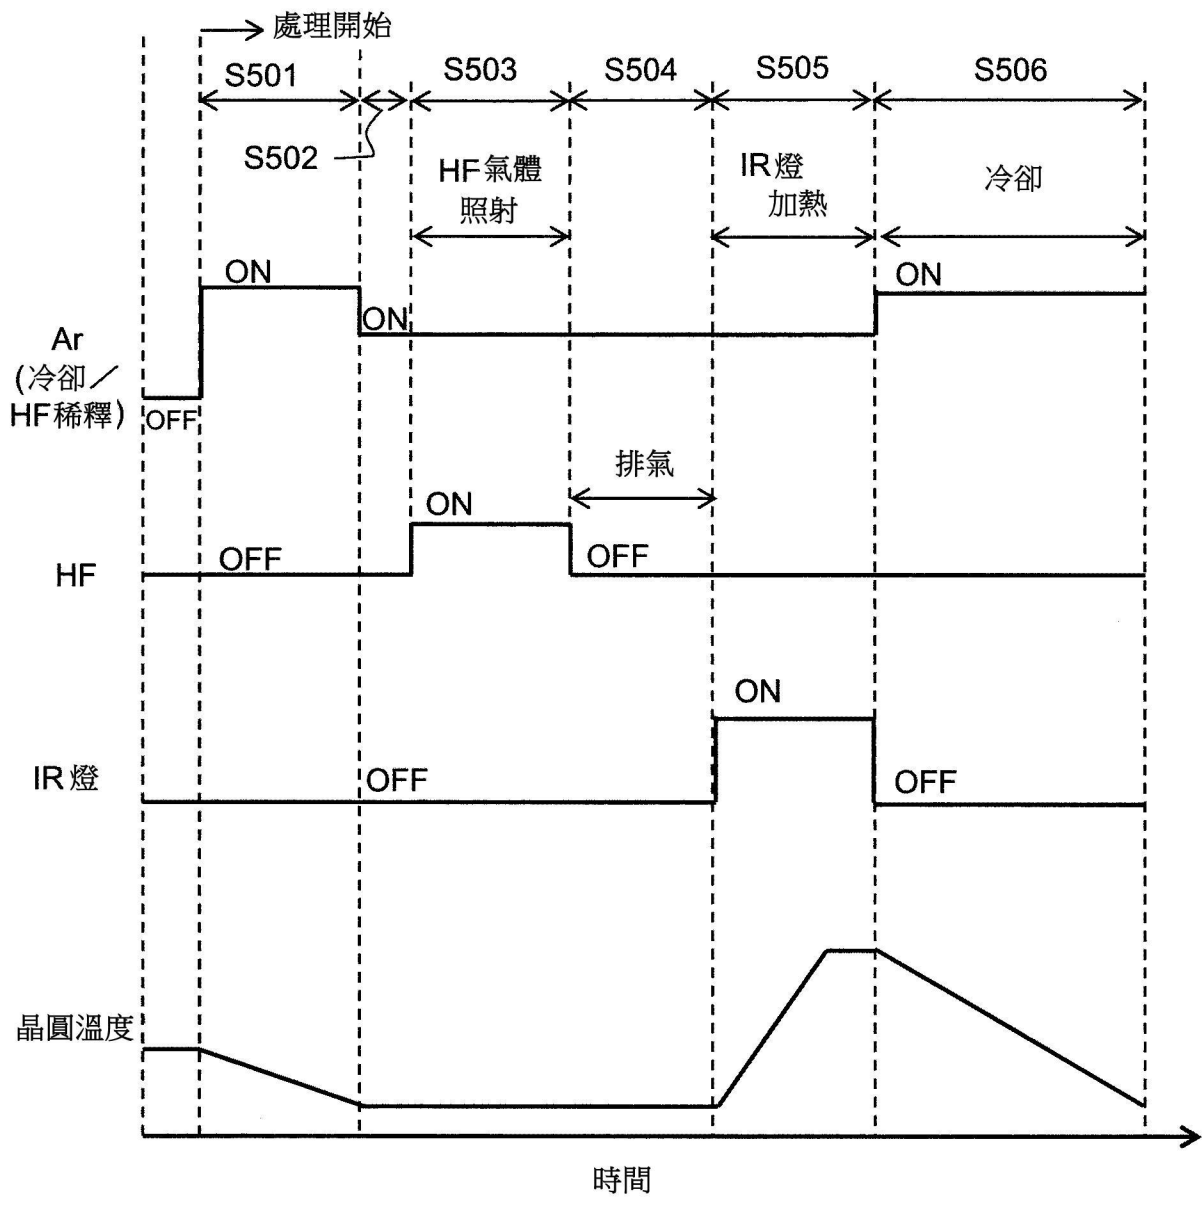 處理開始
S501
S502
S503
S504
S505
S506
HF氣體
照射
IR燈
加熱
冷卻
ON
ON
ON
Ar
(冷卻／
HF稀釋)
OFF
排氣
ON
HF
OFF
OFF
ON
IR燈
OFF
OFF
晶圓溫度
時間